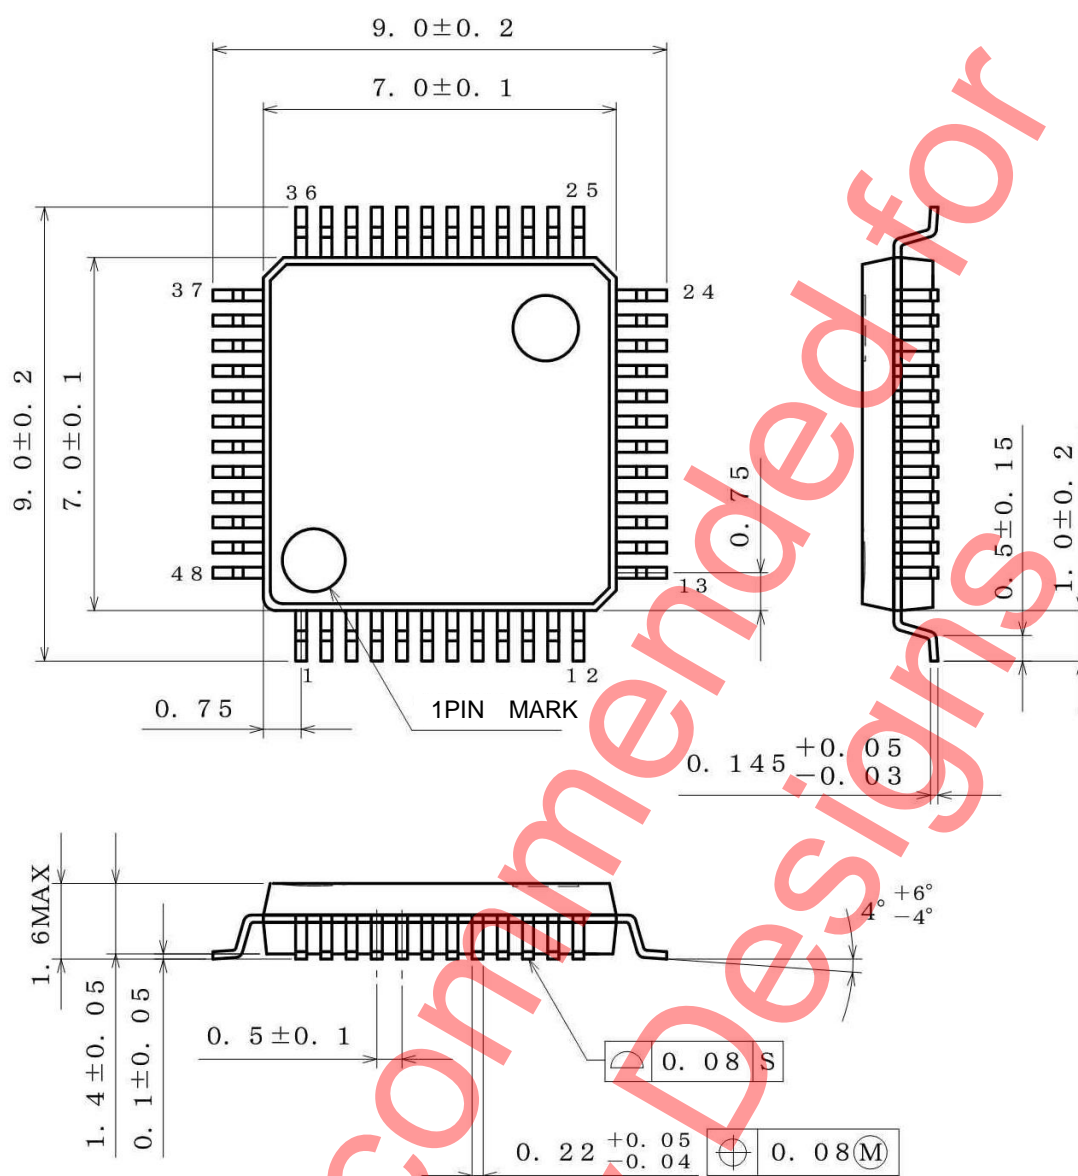 9. 0±0. 2
7. 0±0. 1
36
25
37
24
9. 0±0. 2
7. 0±0. 1
0. 75
0. 5±0. 15
1. 0±0. 2
48
13
1
12
0. 75
1PIN MARK
0. 145 +0. 05 −0. 03
1. 6MAX
4° +6° −4°
1. 4±0. 05
0. 1±0. 05
0. 5±0. 1
0. 08 S
0. 22 +0. 05 −0. 04
0. 08 Ⓜ
commended for
Designs